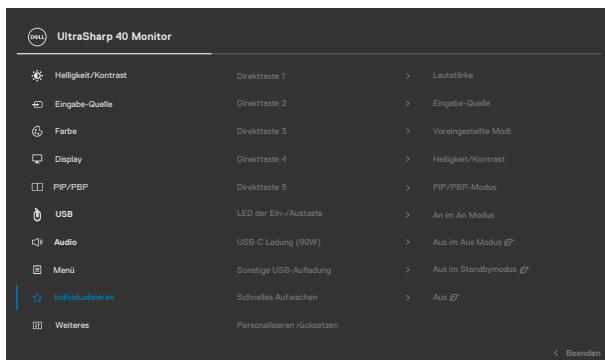 DELL UltraSharp 40 Monitor
Helligkeit/Kontrast Direkttaste 1 > Lautstärke
Eingabe-Quelle Direkttaste 2 > Eingabe-Quelle
Farbe Direkttaste 3 > Voreingestellte Modi
Display Direkttaste 4 > Helligkeit/Kontrast
PIP/PBP Direkttaste 5 > PIP/PBP-Modus
USB LED der Ein-/Austaste > An im An Modus
Audio USB-C Ladung (90W) > Aus im Aus Modus
Menü Sonstige USB-Aufladung > Aus im Standbymodus
Individualisieren Schnelles Aufwachen > Aus
Weiteres Personalisieren rücksetzen
< Beenden